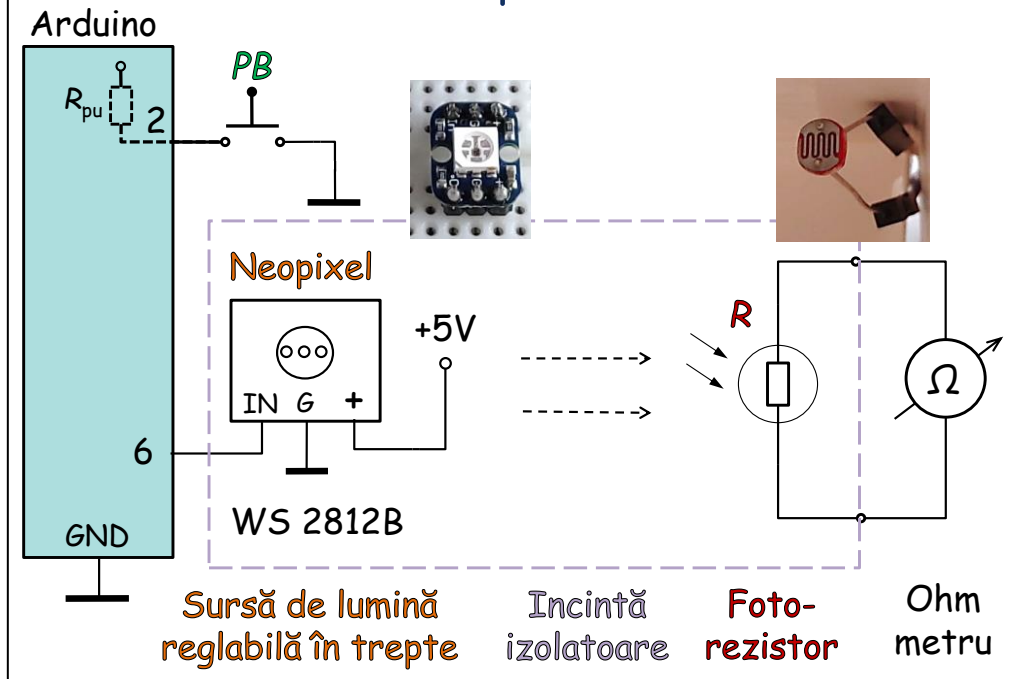 Arduino
PB
R pu
2
Neopixel
+5V
R
IN G +
Ω
6
WS 2812B
GND
Sursă de lumină
reglabilă în trepte
Incintă
izolatoare
Foto-
rezistor
Ohm
metru